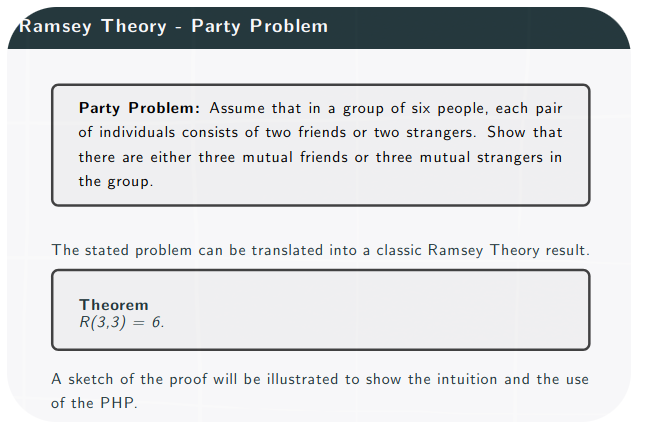 Ramsey Theory - Party Problem
Party Problem: Assume that in a group of six people, each pair
of individuals consists of two friends or two strangers. Show that
there are either three mutual friends or three mutual strangers in
the group.
The stated problem can be translated into a classic Ramsey Theory result.
Theorem
R(3,3) = 6.
A sketch of the proof will be illustrated to show the intuition and the use
of the PHP.